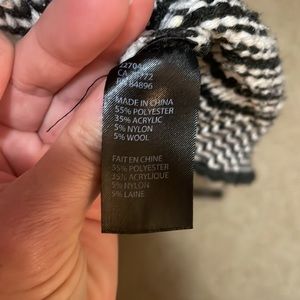 MADE IN CHINA
55% POLYESTER
35% ACRYLIC
5% NYLON
5% WOOL
FAIT EN CHINE
55% POLYESTER
35% ACRYLIQUE
5% NYLON
5% LAINE